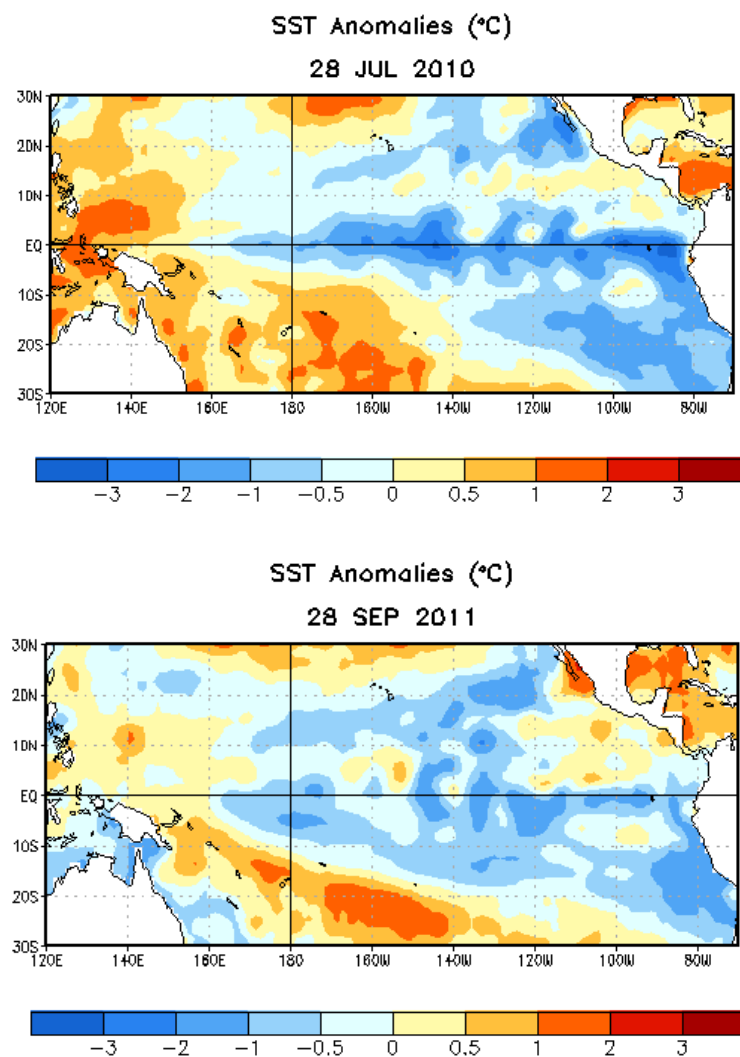 SST Anomalies (°C)
28 JUL 2010
30N
20N
10N
EQ
10S
20S
30S
120E 140E 160E 180 160W 140W 120W 100W 80W
-3 -2 -1 -0.5 0 0.5 1 2 3
SST Anomalies (°C)
28 SEP 2011
30N
20N
10N
EQ
10S
20S
30S
120E 140E 160E 180 160W 140W 120W 100W 80W
-3 -2 -1 -0.5 0 0.5 1 2 3